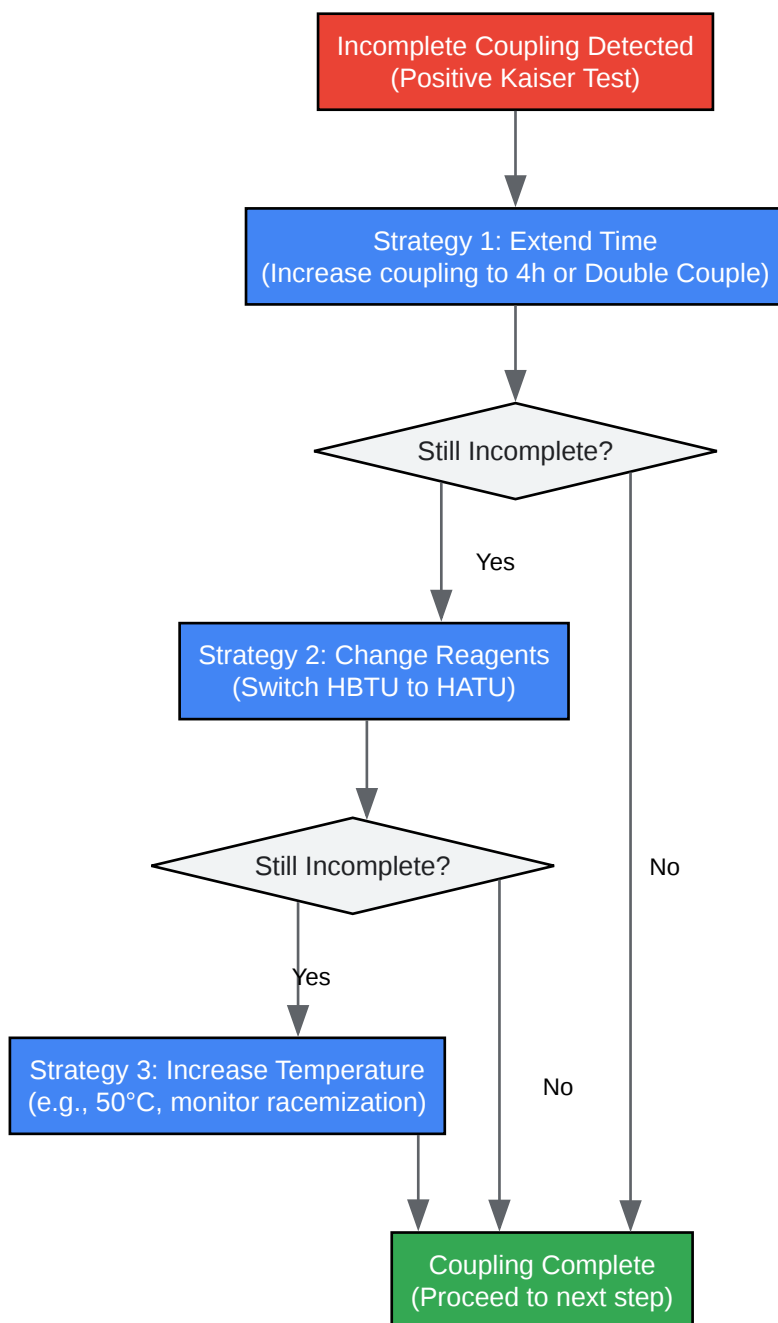 Incomplete Coupling Detected
(Positive Kaiser Test)
Strategy 1: Extend Time
(Increase coupling to 4h or Double Couple)
Still Incomplete?
Yes
Strategy 2: Change Reagents
(Switch HBTU to HATU)
Still Incomplete?
No
Yes
Strategy 3: Increase Temperature
(e.g., 50°C, monitor racemization)
No
Coupling Complete
(Proceed to next step)